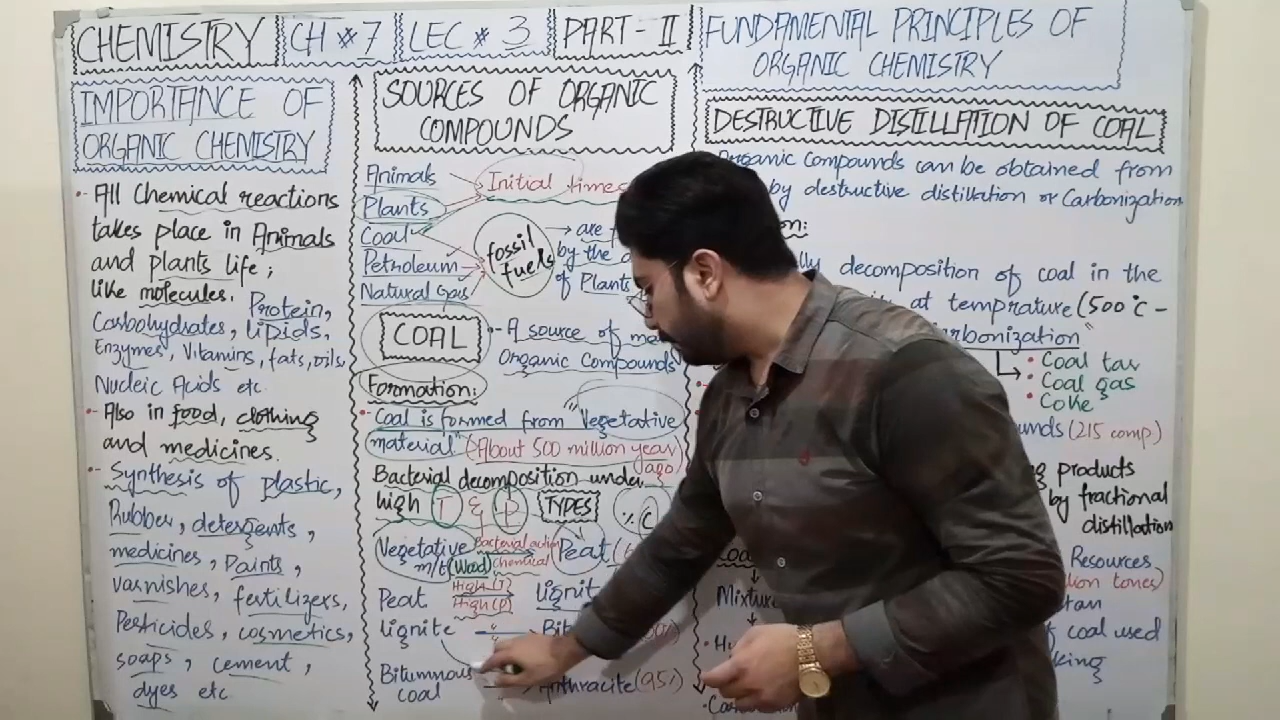 CHEMISTRY
CH # 7
LEC # 3
PART - II
FUNDAMENTAL PRINCIPLES OF
ORGANIC CHEMISTRY
IMPORTANCE OF
ORGANIC CHEMISTRY
•- All Chemical reactions
takes place in Animals
and plants life ;
like molecules. Protein,
Carbohydrates, lipids,
Enzymes, Vitamins, fats, oils,
Nucleic Acids etc
•- Also in food, clothing
and medicines.
•- Synthesis of plastic,
Rubber, detergents,
medicines, Paints,
varnishes, fertilizers,
Pesticides, cosmetics,
soaps, cement,
dyes etc
SOURCES OF ORGANIC
COMPOUNDS
Animals
Plants
Coal
Petroleum
Natural Gas
Initial times
fossil
fuels
→ are
by the
of Plants
COAL
•- A source of
Organic Compounds
Formation:
• Coal is formed from "Vegetative
material" (About 500 million year
ago)
Bacterial decomposition under
high T & P
TYPES
% C
Vegetative
m/t (Wood)
Bacterial action
Chemical
Peat
Peat
High (T)
High (P)
lignite
Bitumnous
coal
Anthracite (95%)
DESTRUCTIVE DISTILLATION OF COAL
Organic Compounds can be obtained from
by destructive distillation or Carbonization
decomposition of coal in the
at temprature (500°C -
• Coal tar
• Coal gas
• Coke
(215 comp)
products
by fractional
distillation
Resources
of coal used
Mixture